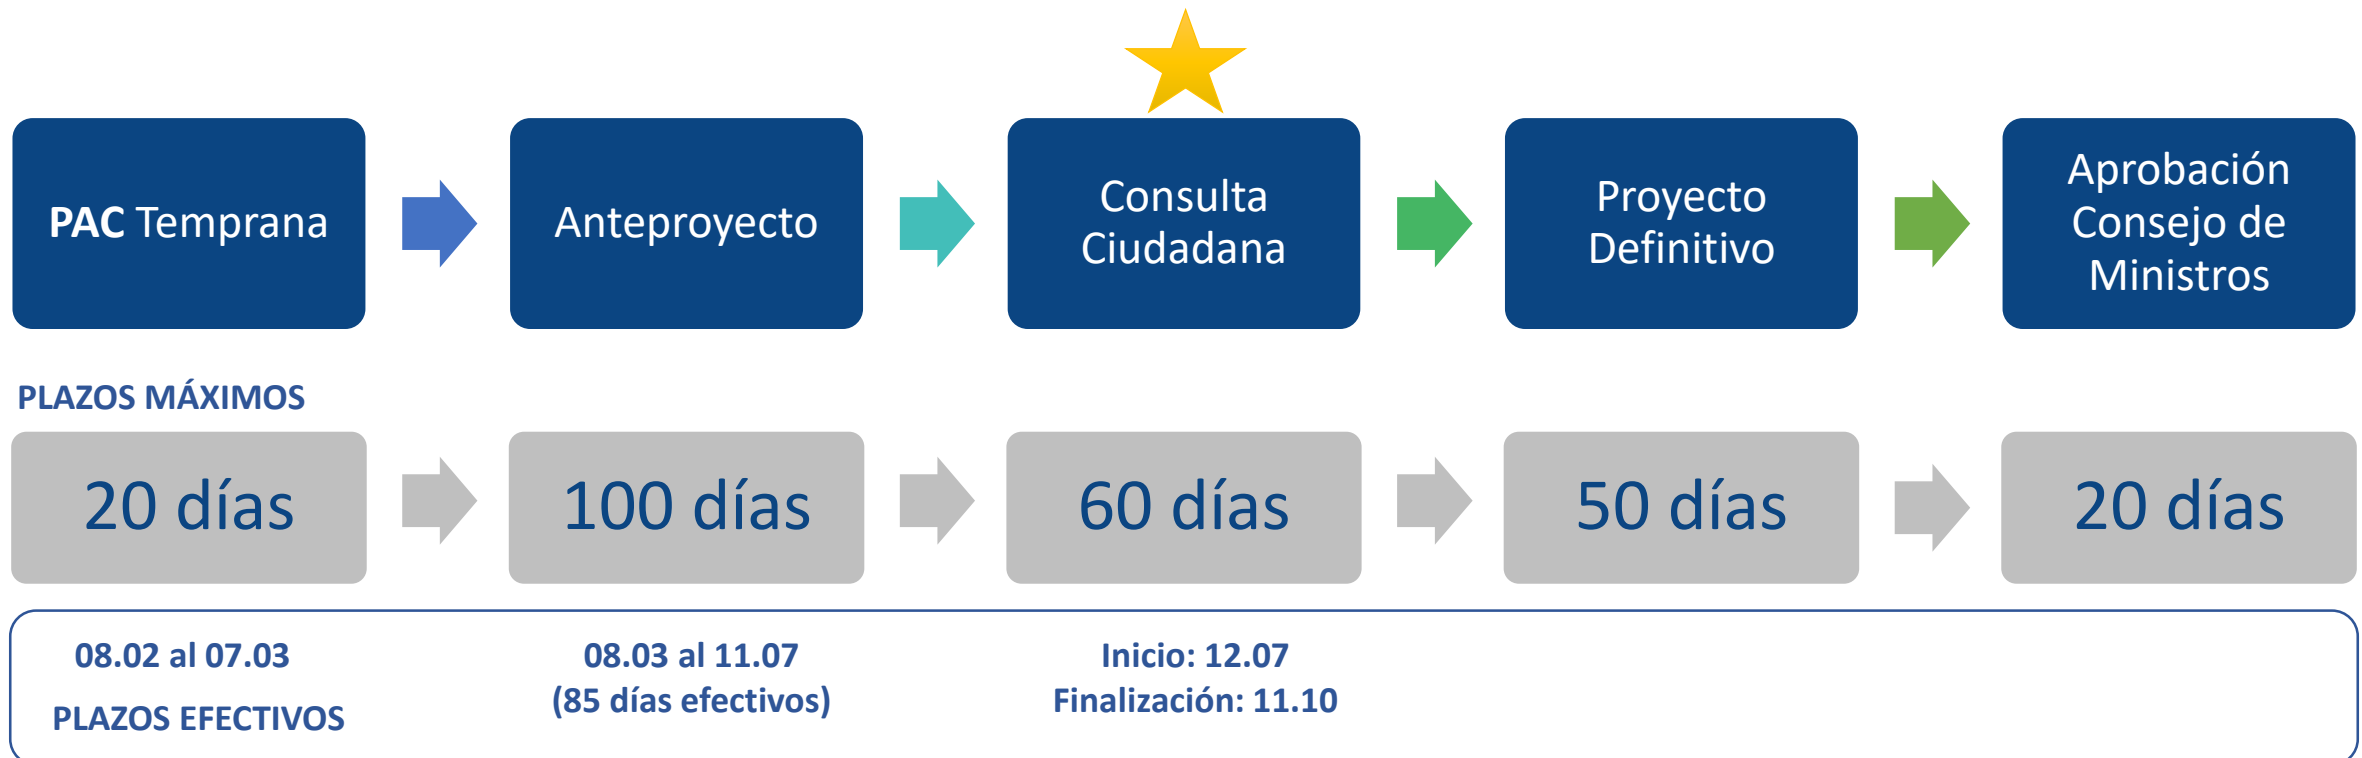 PAC Temprana
Anteproyecto
Consulta
Ciudadana
Proyecto
Definitivo
Aprobación
Consejo de
Ministros
PLAZOS MÁXIMOS
20 días
100 días
60 días
50 días
20 días
08.02 al 07.03
PLAZOS EFECTIVOS
08.03 al 11.07
(85 días efectivos)
Inicio: 12.07
Finalización: 11.10